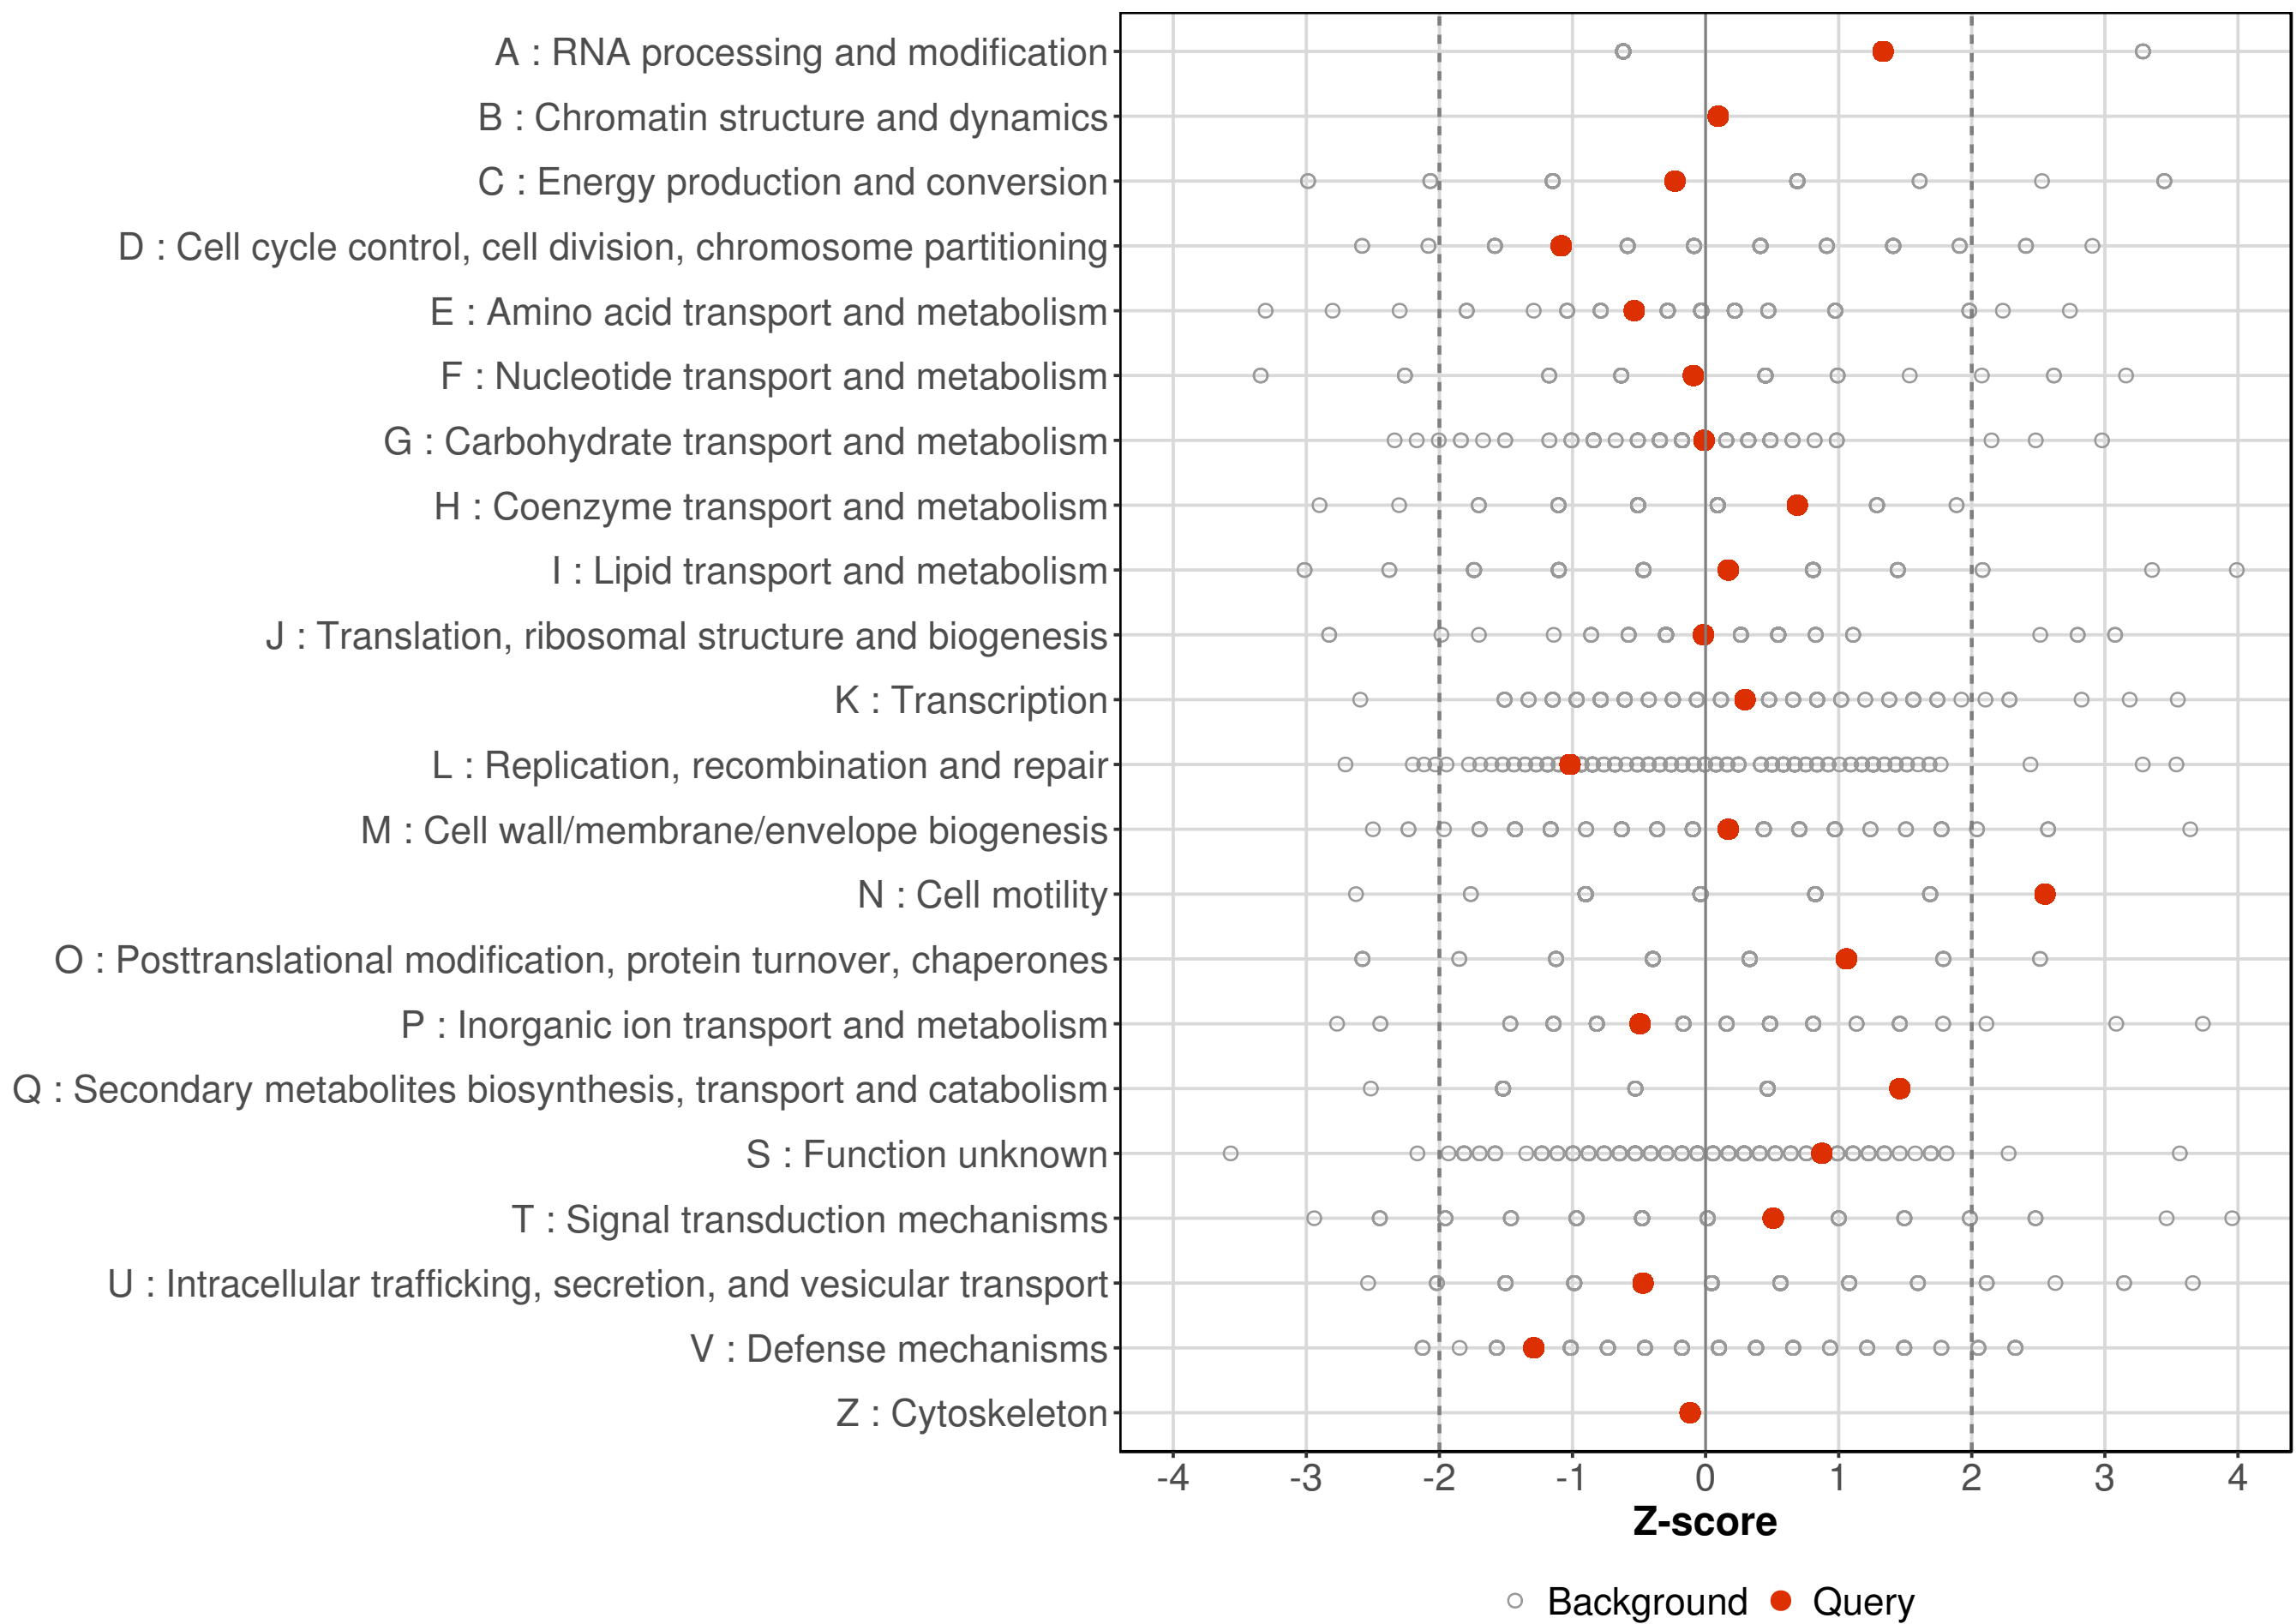 A : RNA processing and modification
B : Chromatin structure and dynamics
C : Energy production and conversion
D : Cell cycle control, cell division, chromosome partitioning
E : Amino acid transport and metabolism
F : Nucleotide transport and metabolism
G : Carbohydrate transport and metabolism
H : Coenzyme transport and metabolism
I : Lipid transport and metabolism
J : Translation, ribosomal structure and biogenesis
K : Transcription
L : Replication, recombination and repair
M : Cell wall/membrane/envelope biogenesis
N : Cell motility
O : Posttranslational modification, protein turnover, chaperones
P : Inorganic ion transport and metabolism
Q : Secondary metabolites biosynthesis, transport and catabolism
S : Function unknown
T : Signal transduction mechanisms
U : Intracellular trafficking, secretion, and vesicular transport
V : Defense mechanisms
Z : Cytoskeleton
-4 -3 -2 -1 0 1 2 3 4
Z-score
Background Query